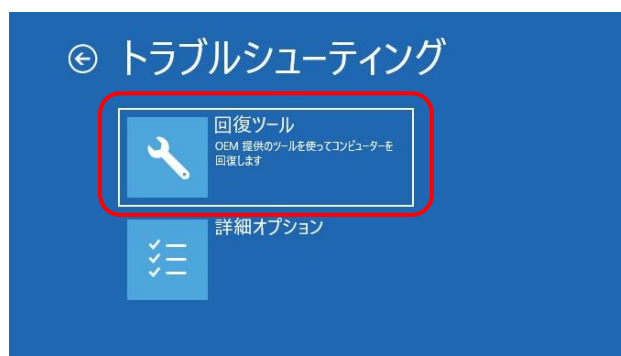 トラブルシューティング
回復ツール
OEM 提供のツールを使ってコンピューターを
回復します
詳細オプション